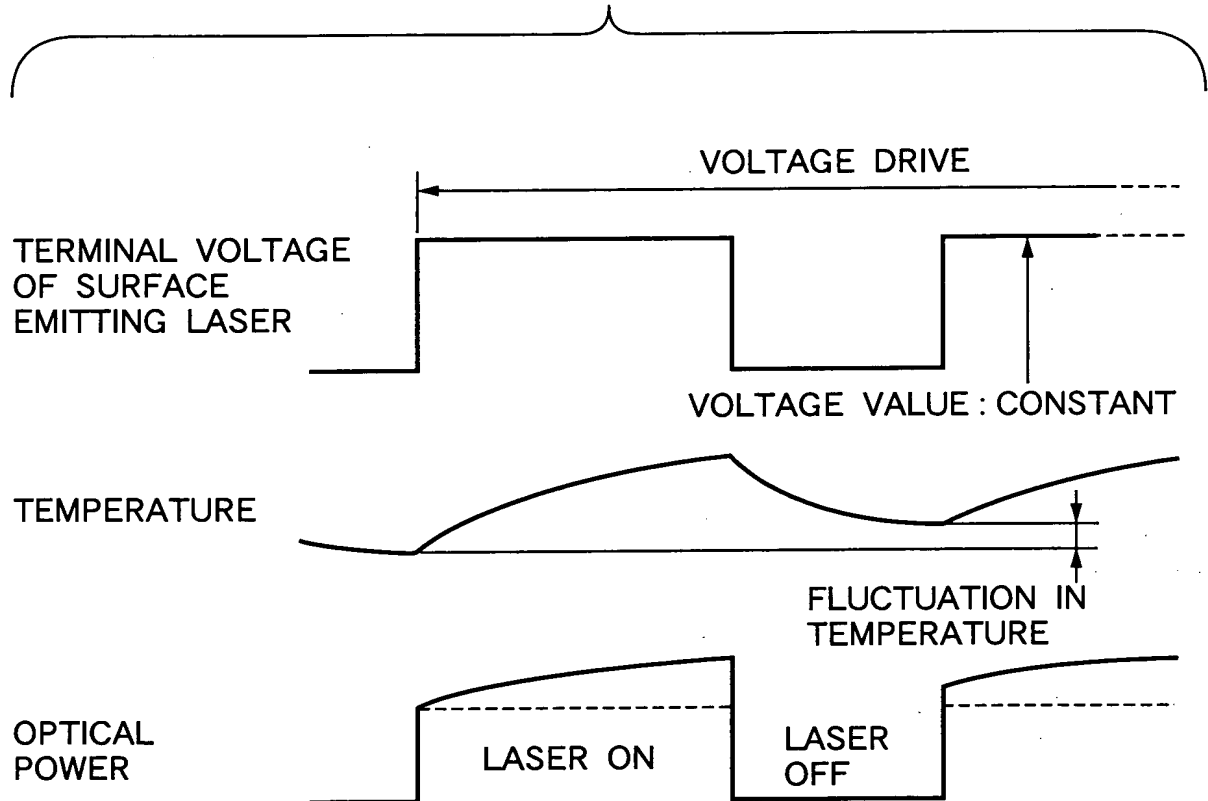 VOLTAGE DRIVE
TERMINAL VOLTAGE
OF SURFACE
EMITTING LASER
VOLTAGE VALUE : CONSTANT
TEMPERATURE
FLUCTUATION IN
TEMPERATURE
OPTICAL
POWER
LASER ON
LASER
OFF